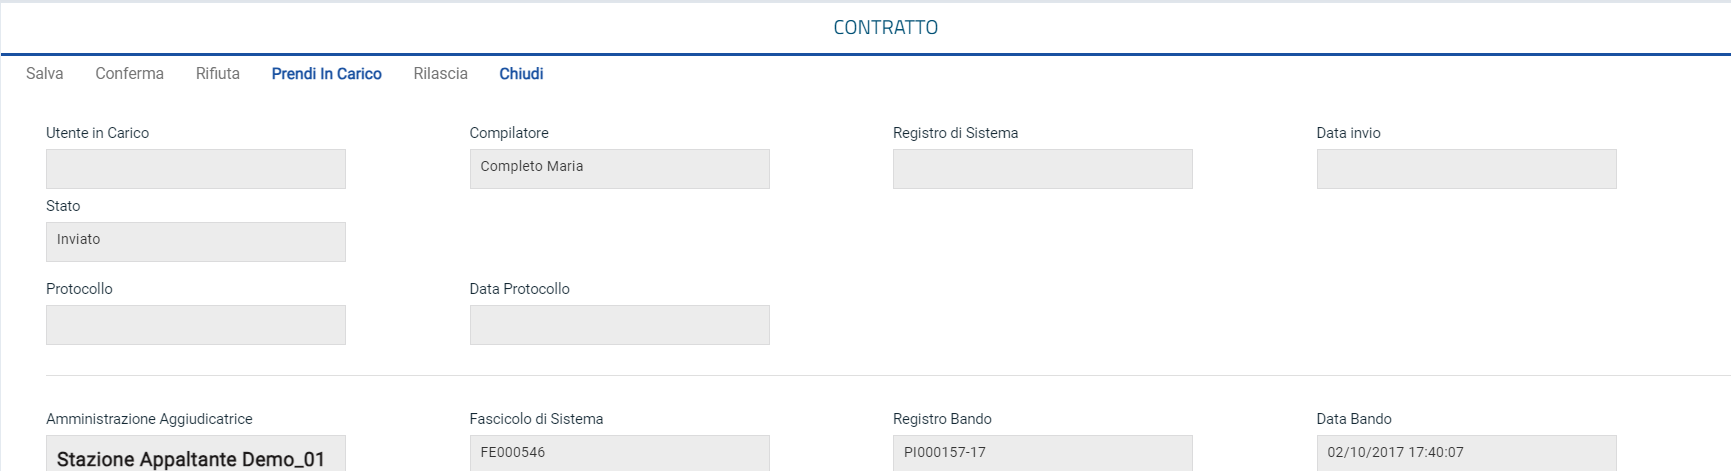 CONTRATTO
Salva Conferma Rifiuta Prendi In Carico Rilascia Chiudi
Utente in Carico Compilatore Registro di Sistema Data invio
Completo Maria
Stato
Inviato
Protocollo Data Protocollo
Amministrazione Aggiudicatrice Fascicolo di Sistema Registro Bando Data Bando
Stazione Appaltante Demo_01 FE000546 PI000157-17 02/10/2017 17:40:07